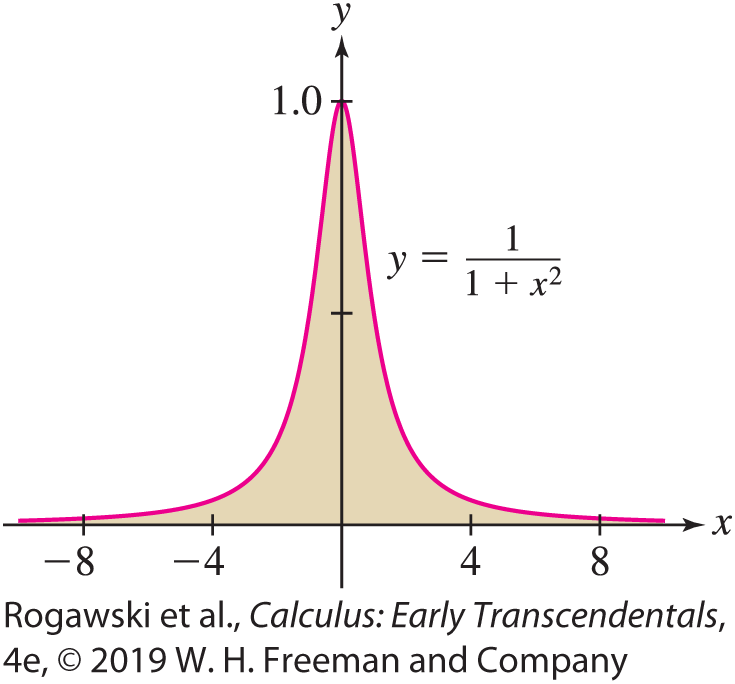 y
1.0
y = 1 / (1 + x²)
x
−8 −4 4 8
Rogawski et al., Calculus: Early Transcendentals,
4e, © 2019 W. H. Freeman and Company